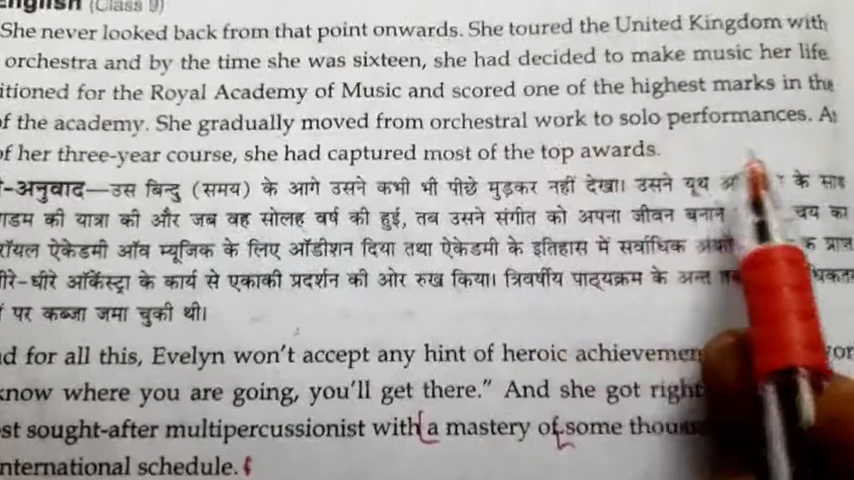 English (Class 9)
She never looked back from that point onwards. She toured the United Kingdom with
orchestra and by the time she was sixteen, she had decided to make music her life.
itioned for the Royal Academy of Music and scored one of the highest marks in the
of the academy. She gradually moved from orchestral work to solo performances. At
of her three-year course, she had captured most of the top awards.
ी-अनुवाद—उस बिन्दु (समय) के आगे उसने कभी भी पीछे मुड़कर नहीं देखा। उसने यूथ के साथ
गडम की यात्रा की और जब वह सोलह वर्ष की हुई, तब उसने संगीत को अपना जीवन बनाने का
रॉयल ऐकेडमी ऑव म्यूजिक के लिए ऑडीशन दिया तथा ऐकेडमी के इतिहास में सर्वाधिक
ीरे-धीरे ऑर्केस्ट्रा के कार्य से एकाकी प्रदर्शन की ओर रुख किया। त्रिवर्षीय पाठ्यक्रम के अन्त
पर कब्जा जमा चुकी थी।
d for all this, Evelyn won't accept any hint of heroic
know where you are going, you'll get there." And she got right
st sought-after multipercussionist with a mastery of some
nternational schedule.